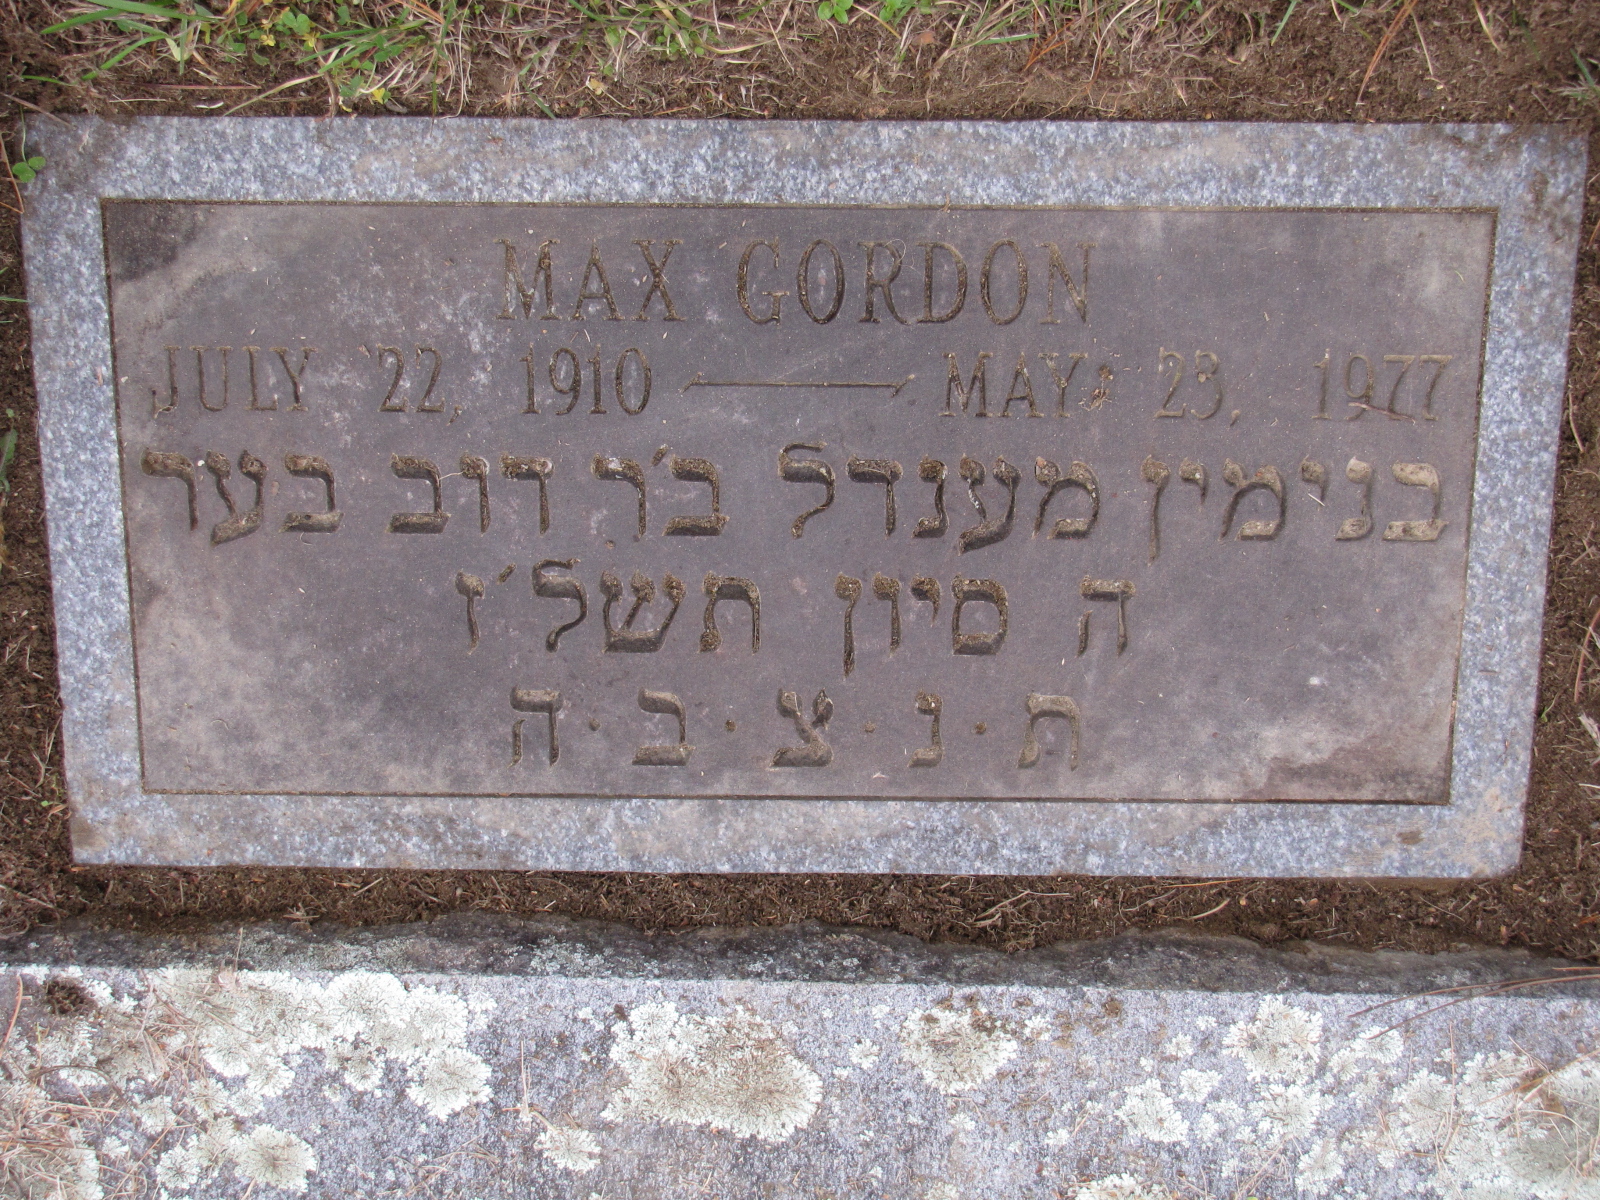 MAX GORDON
JULY 22, 1910 — MAY 23, 1977
בנימין מענדל ב'ר דוב בער
ה סיון תשל'ז
ת·נ·צ·ב·ה